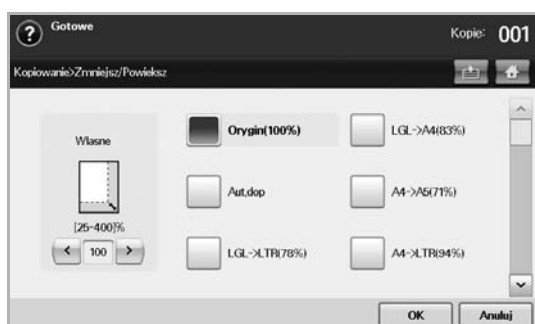 Gotowe
Kopie: 001
Kopiowanie>Zmniejsz/Powieksz
Wlasne
[25-400]%
< 100 >
Orygin(100%)
LGL->A4(83%)
Aut,dop
A4->A5(71%)
LGL->LTR(78%)
A4->LTR(94%)
OK
Anuluj